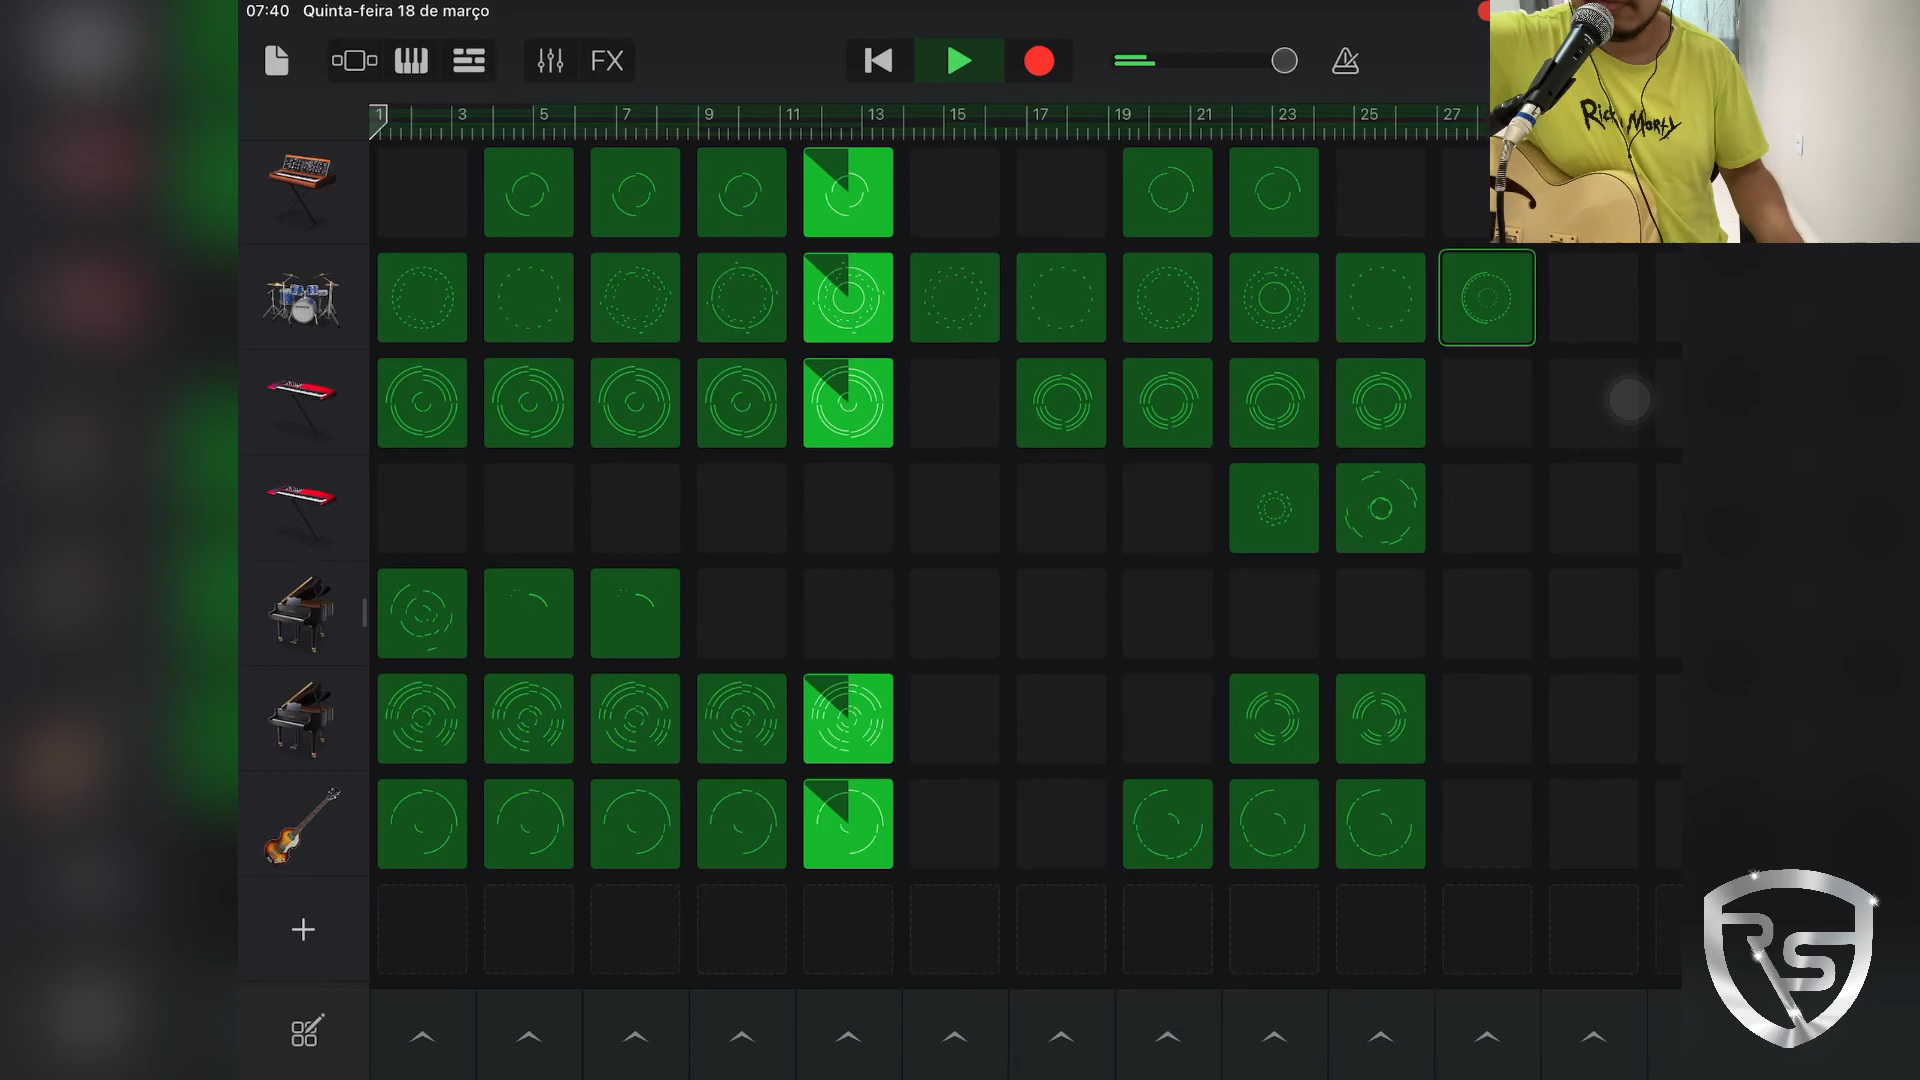 07:40 Quinta-feira 18 de março
FX
1 3 5 7 9 11 13 15 17 19 21 23 25 27
Rick Morty
RS